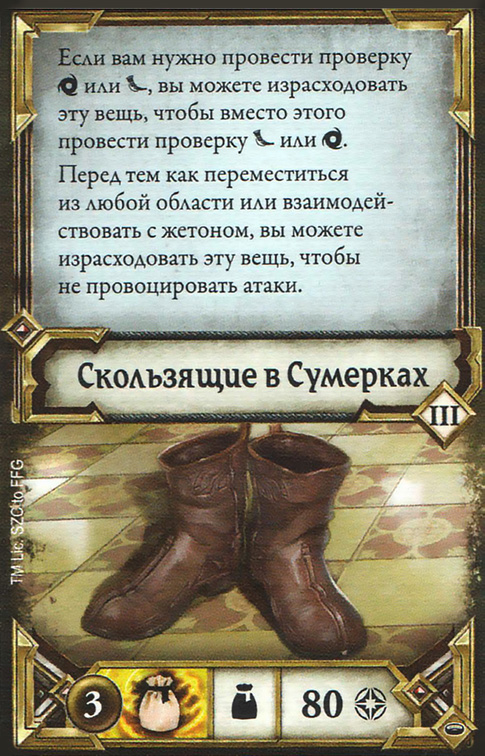 Если вам нужно провести проверку
или , вы можете израсходовать
эту вещь, чтобы вместо этого
провести проверку или .
Перед тем как переместиться
из любой области или взаимодей-
ствовать с жетоном, вы можете
израсходовать эту вещь, чтобы
не провоцировать атаки.
Скользящие в Сумерках
III
TM Lic. SZC to FFG
3
80